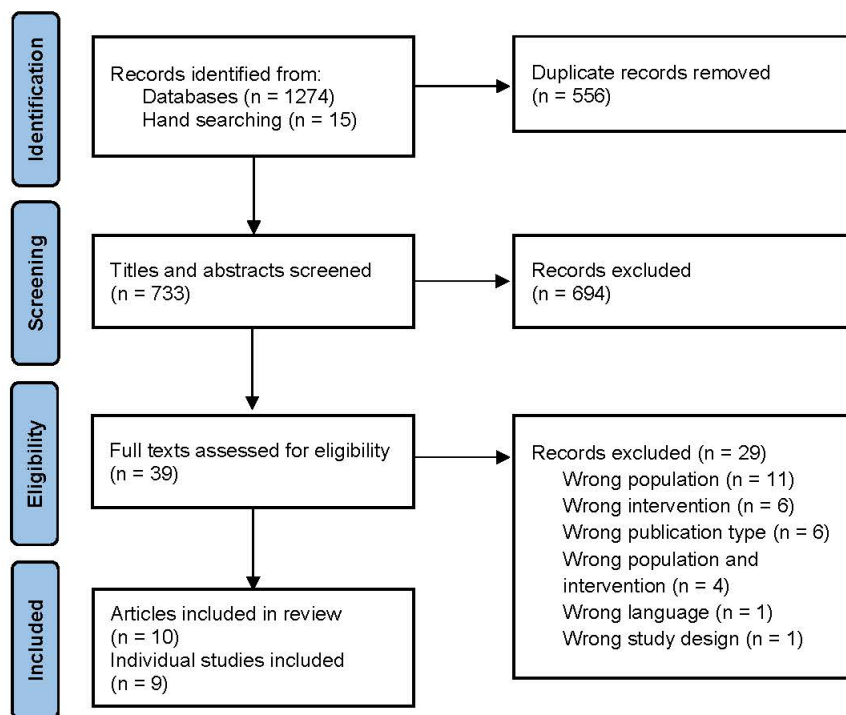 Identification
Records identified from:
Databases (n = 1274)
Hand searching (n = 15)
Duplicate records removed
(n = 556)
Screening
Titles and abstracts screened
(n = 733)
Records excluded
(n = 694)
Eligibility
Full texts assessed for eligibility
(n = 39)
Records excluded (n = 29)
Wrong population (n = 11)
Wrong intervention (n = 6)
Wrong publication type (n = 6)
Wrong population and
intervention (n = 4)
Wrong language (n = 1)
Wrong study design (n = 1)
Included
Articles included in review
(n = 10)
Individual studies included
(n = 9)